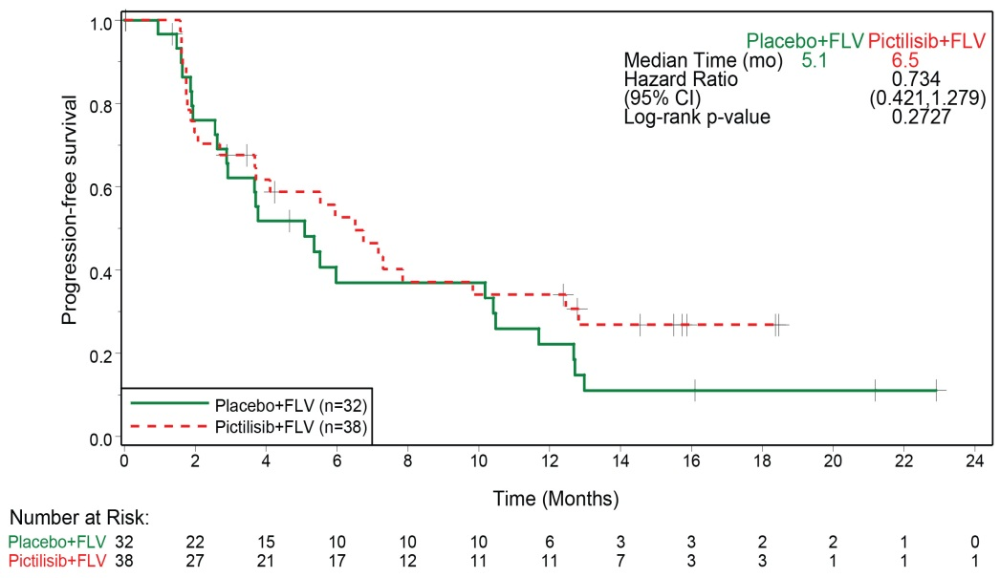 Placebo+FLV Pictilisib+FLV
Median Time (mo) 5.1 6.5
Hazard Ratio 0.734
(95% CI) (0.421,1.279)
Log-rank p-value 0.2727
Progression-free survival
1.0
0.8
0.6
0.4
0.2
0.0
Placebo+FLV (n=32)
Pictilisib+FLV (n=38)
0 2 4 6 8 10 12 14 16 18 20 22 24
Time (Months)
Number at Risk:
Placebo+FLV 32 22 15 10 10 10 6 3 3 2 2 1 0
Pictilisib+FLV 38 27 21 17 12 11 11 7 3 3 1 1 1